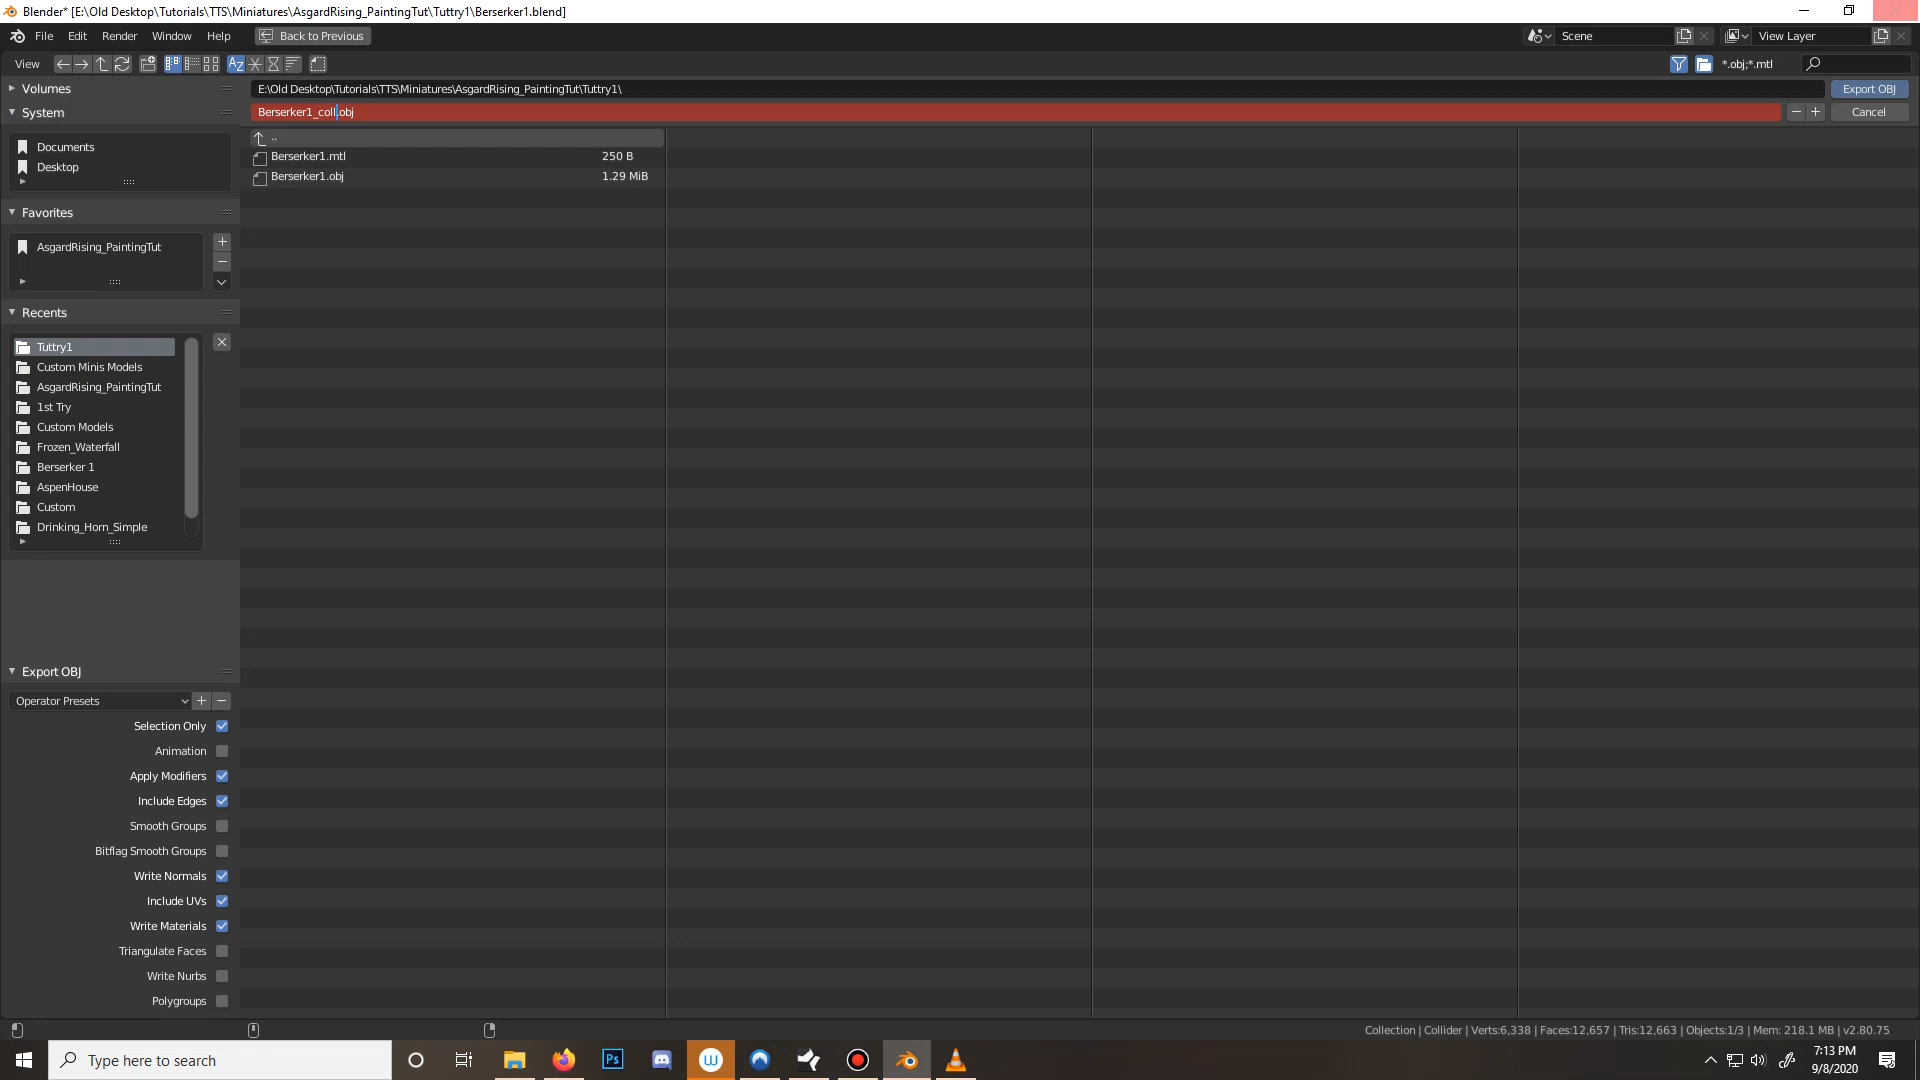 Blender* [E:\Old Desktop\Tutorials\TTS\Miniatures\AsgardRising_PaintingTut\Tuttry1\Berserker1.blend]
File Edit Render Window Help Back to Previous Scene View Layer
View *.obj;*.mtl
Volumes
E:\Old Desktop\Tutorials\TTS\Miniatures\AsgardRising_PaintingTut\Tuttry1\
Export OBJ
System
Berserker1_coll.obj
Cancel
..
Documents
Berserker1.mtl 250 B
Desktop
Berserker1.obj 1.29 MiB
Favorites
AsgardRising_PaintingTut
Recents
Tuttry1
Custom Minis Models
AsgardRising_PaintingTut
1st Try
Custom Models
Frozen_Waterfall
Berserker 1
AspenHouse
Custom
Drinking_Horn_Simple
Export OBJ
Operator Presets
Selection Only
Animation
Apply Modifiers
Include Edges
Smooth Groups
Bitflag Smooth Groups
Write Normals
Include UVs
Write Materials
Triangulate Faces
Write Nurbs
Polygroups
Collection | Collider | Verts:6,338 | Faces:12,657 | Tris:12,663 | Objects:1/3 | Mem: 218.1 MB | v2.80.75
Type here to search
Ps
W
7:13 PM
9/8/2020